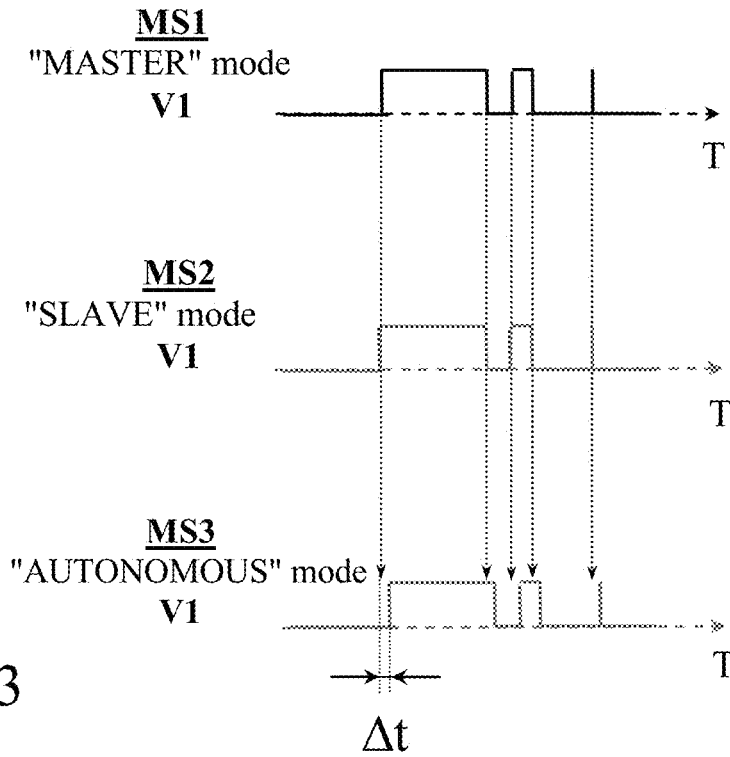 MS1
"MASTER" mode
V1
T
MS2
"SLAVE" mode
V1
T
MS3
"AUTONOMOUS" mode
V1
T
3
Δt